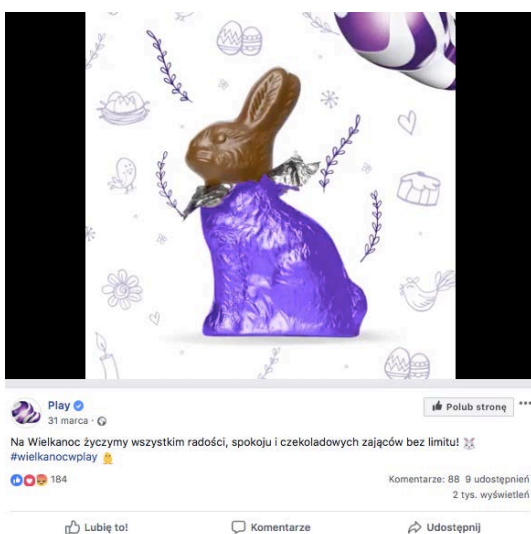 Play
31 marca ·
Polub stronę
Na Wielkanoc życzymy wszystkim radości, spokoju i czekoladowych zajęcy bez limitu!
#wielkanocwplay
184
Komentarze: 88 9 udostępnień
2 tys. wyświetleń
Lubię to!
Komentarze
Udostępnij